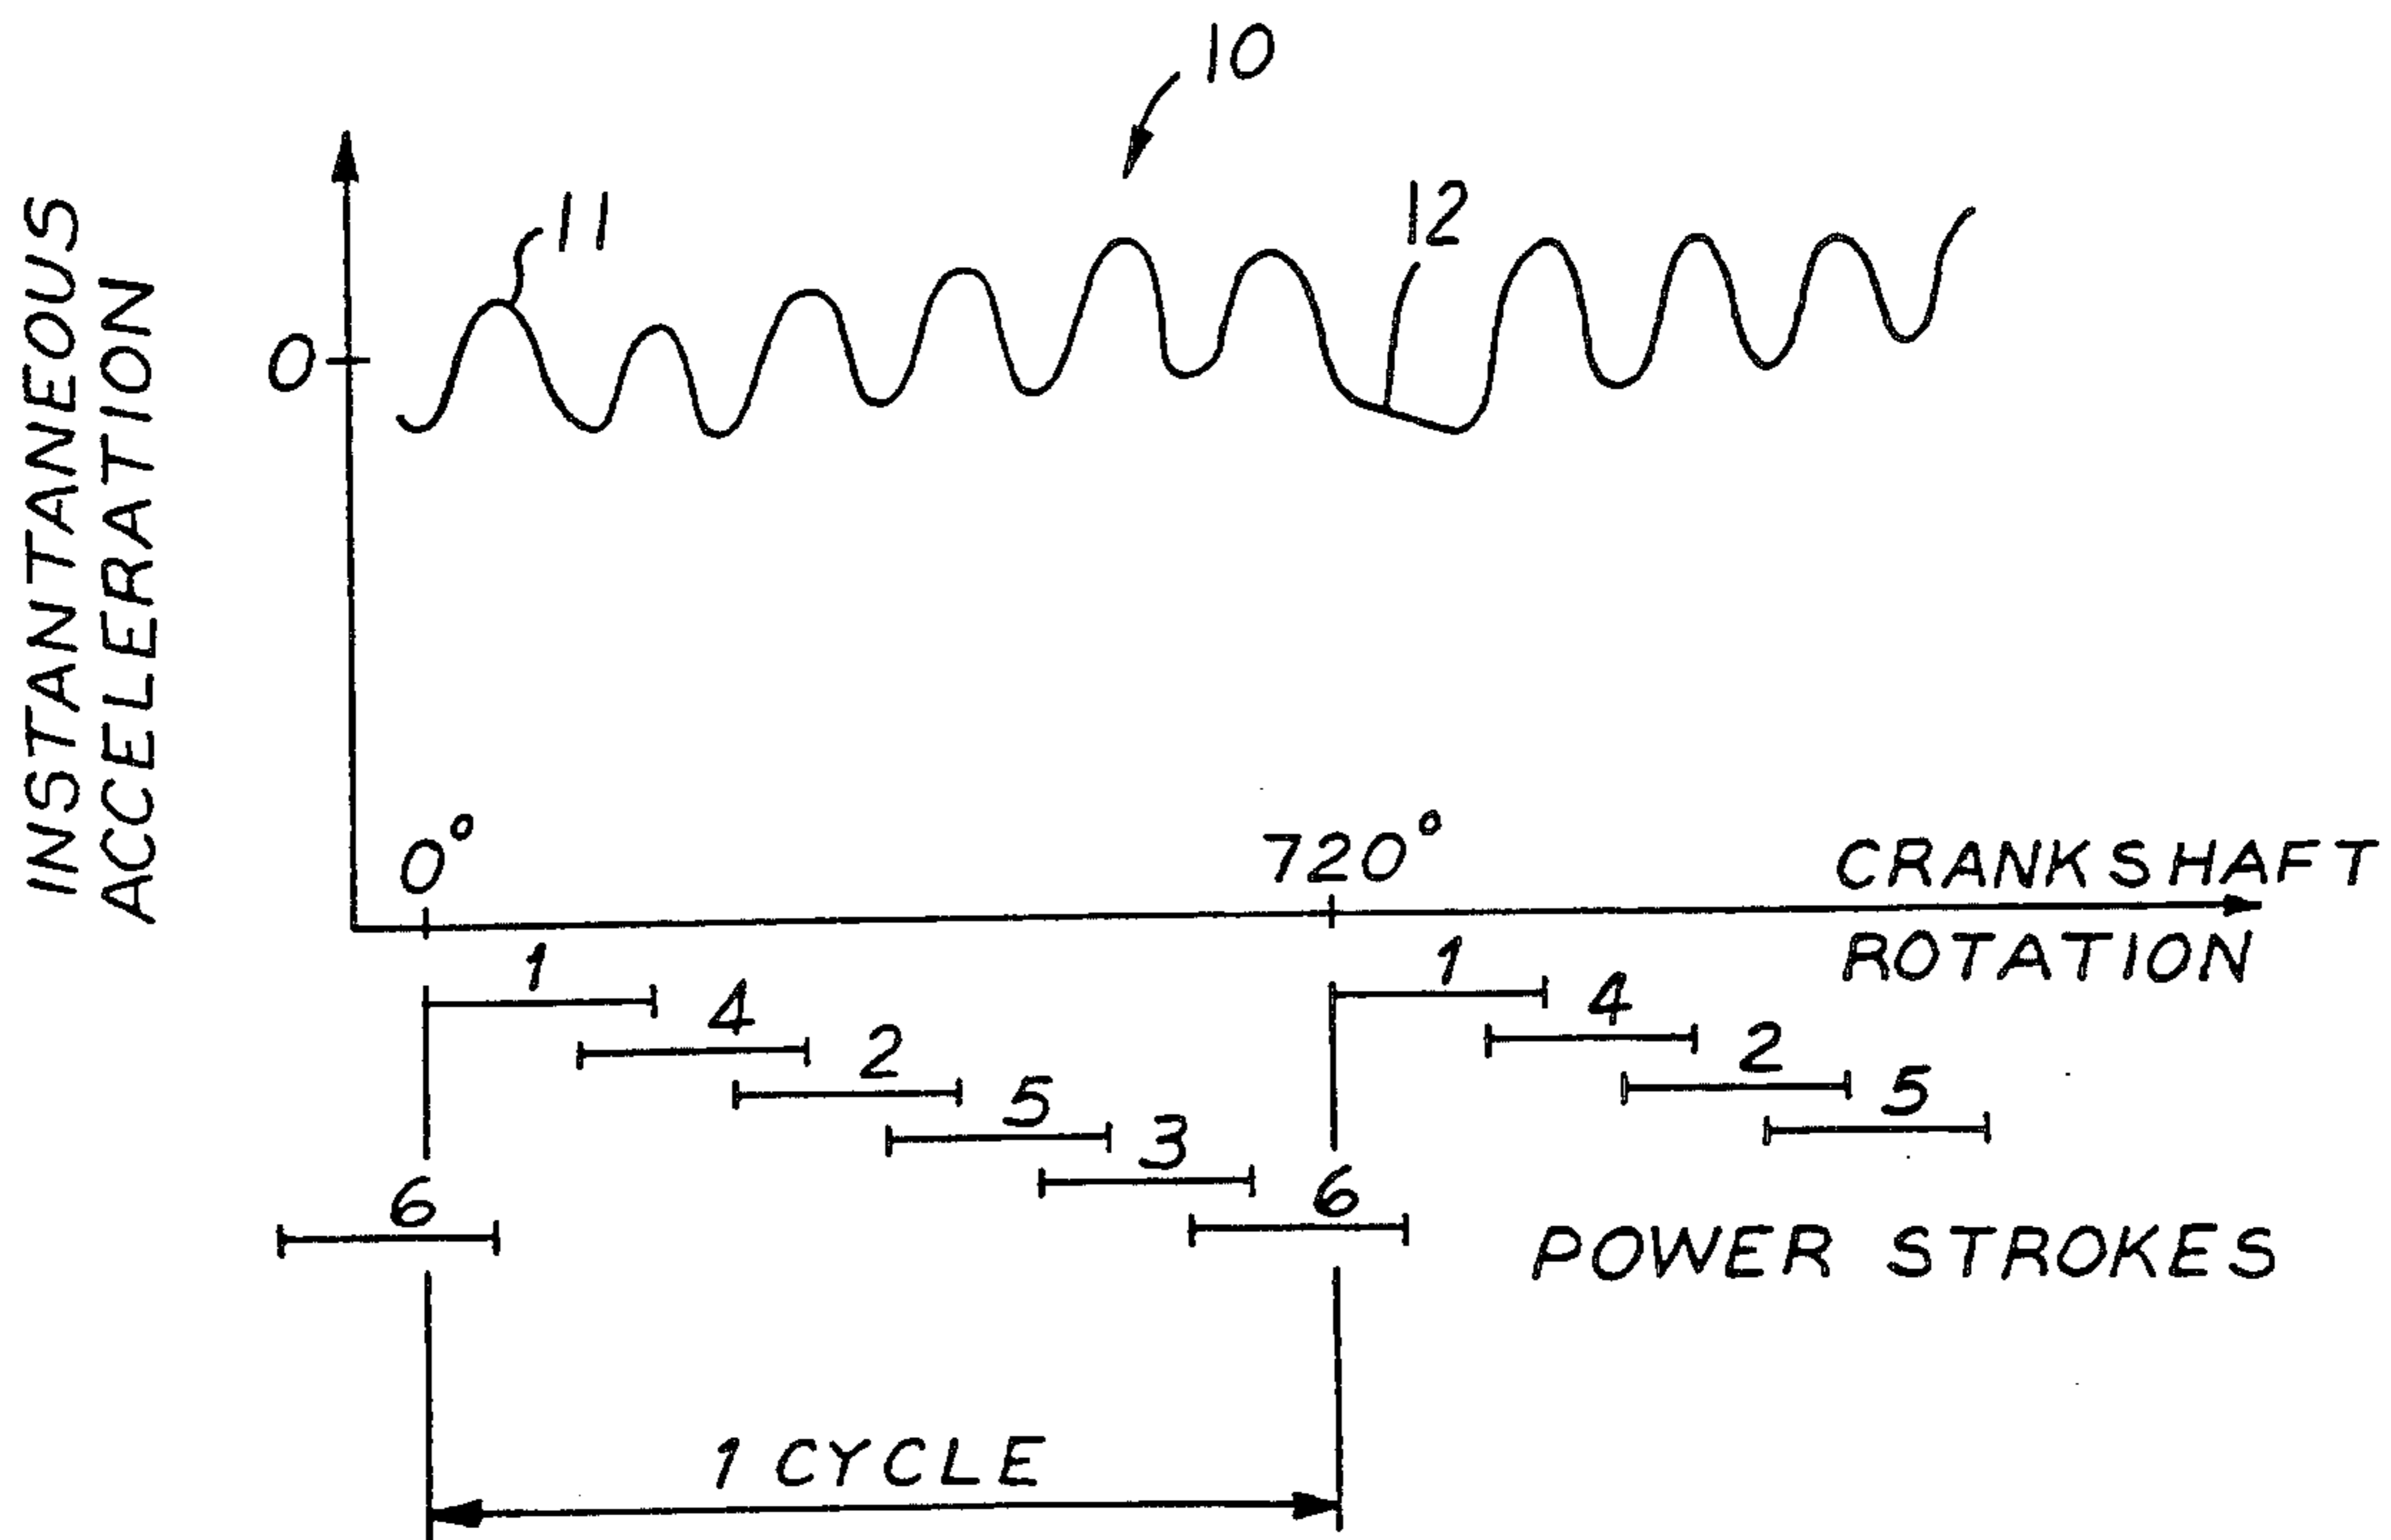 10
11
12
INSTANTANEOUS
ACCELERATION
0
0°
720°
CRANKSHAFT
ROTATION
1
4
2
5
3
6
6
1
4
2
5
POWER STROKES
1 CYCLE